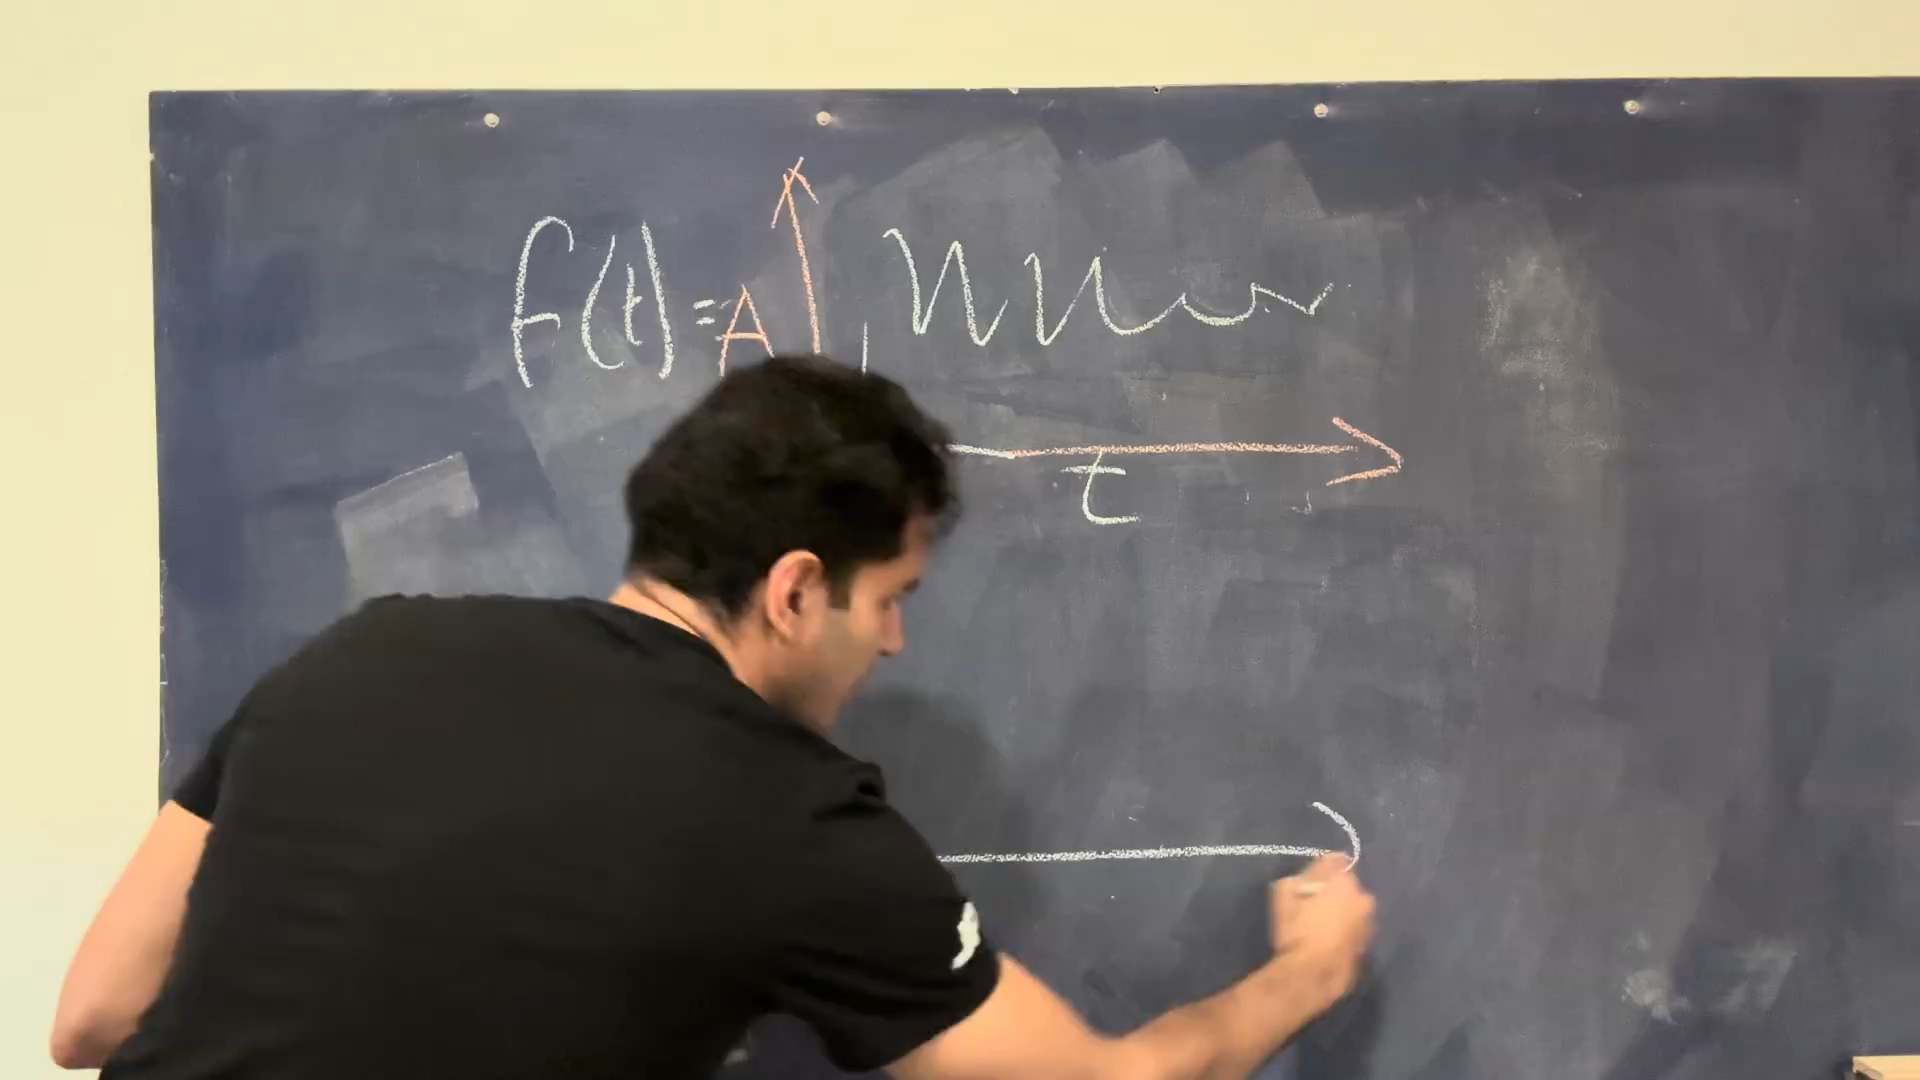 f(t) = A
t